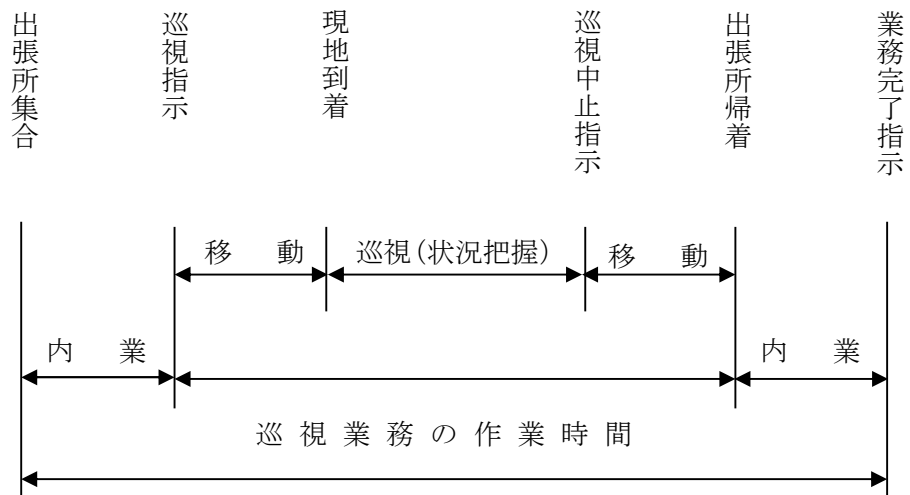 出張所集合
巡視指示
現地到着
巡視中止指示
出張所帰着
業務完了指示
移 動
巡視(状況把握)
移 動
内 業
内 業
巡視業務の作業時間